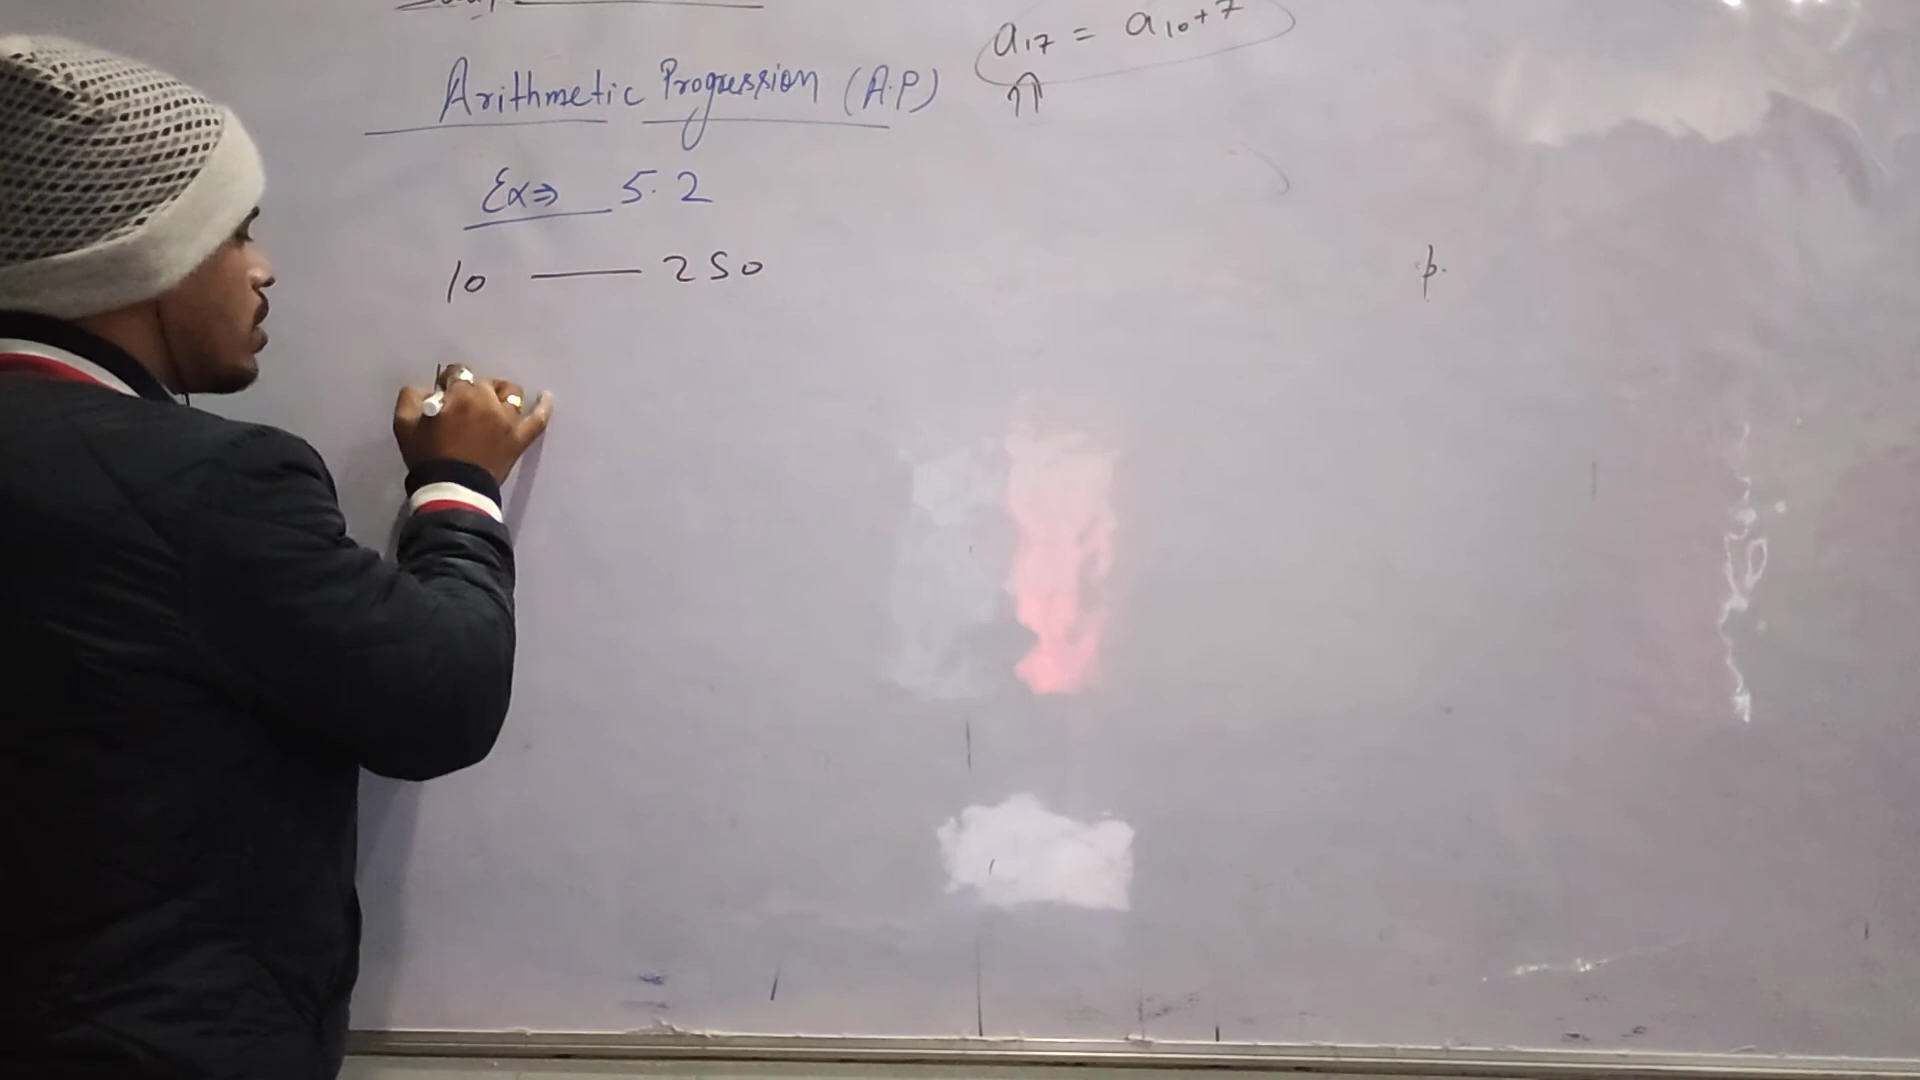 a17 = a10+7
Arithmetic Progression (A.P)
Ex⇒ 5.2
10 — 250
p.